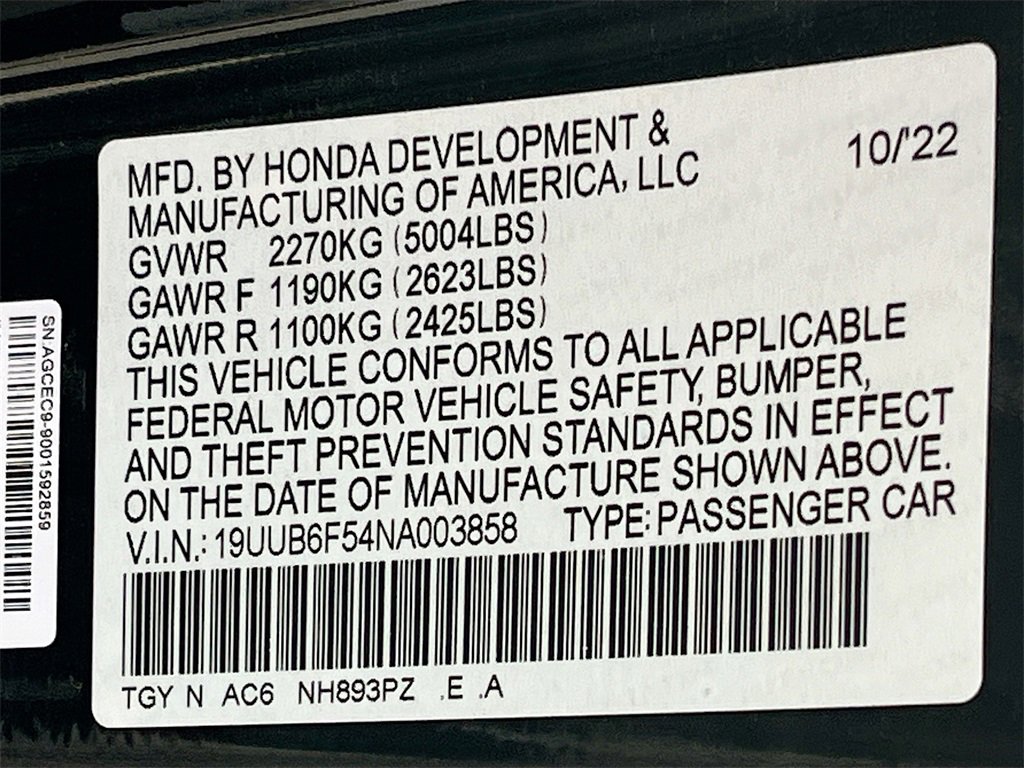 MFD. BY HONDA DEVELOPMENT &
MANUFACTURING OF AMERICA, LLC
10/'22
GVWR 2270KG (5004LBS)
GAWR F 1190KG (2623LBS)
GAWR R 1100KG (2425LBS)
THIS VEHICLE CONFORMS TO ALL APPLICABLE
FEDERAL MOTOR VEHICLE SAFETY, BUMPER,
AND THEFT PREVENTION STANDARDS IN EFFECT
ON THE DATE OF MANUFACTURE SHOWN ABOVE.
V.I.N.: 19UUB6F54NA003858 TYPE: PASSENGER CAR
TGY N AC6 NH893PZ .E .A
SN:AGCEC9-9001592859